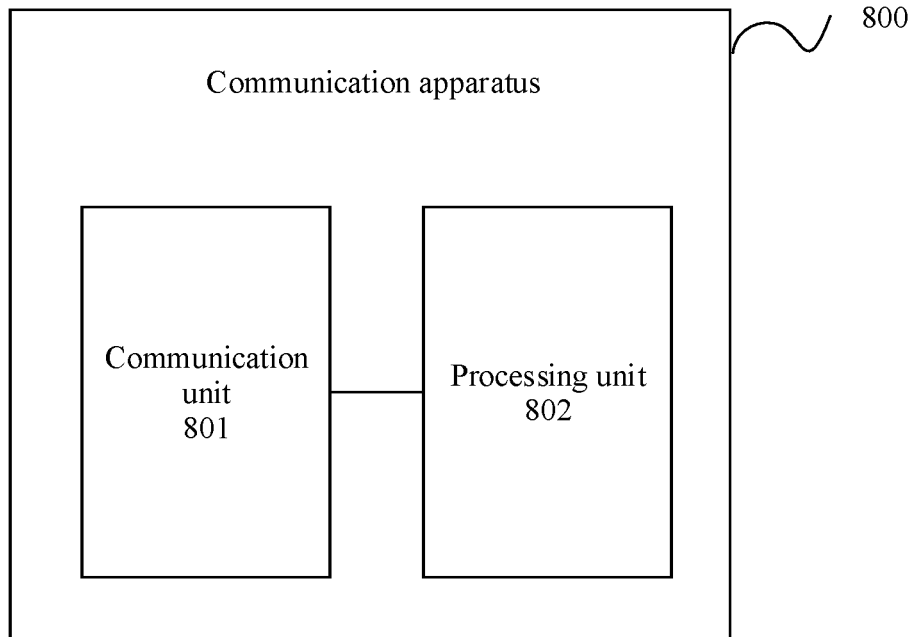 800
Communication apparatus
Communication
unit
801
Processing unit
802